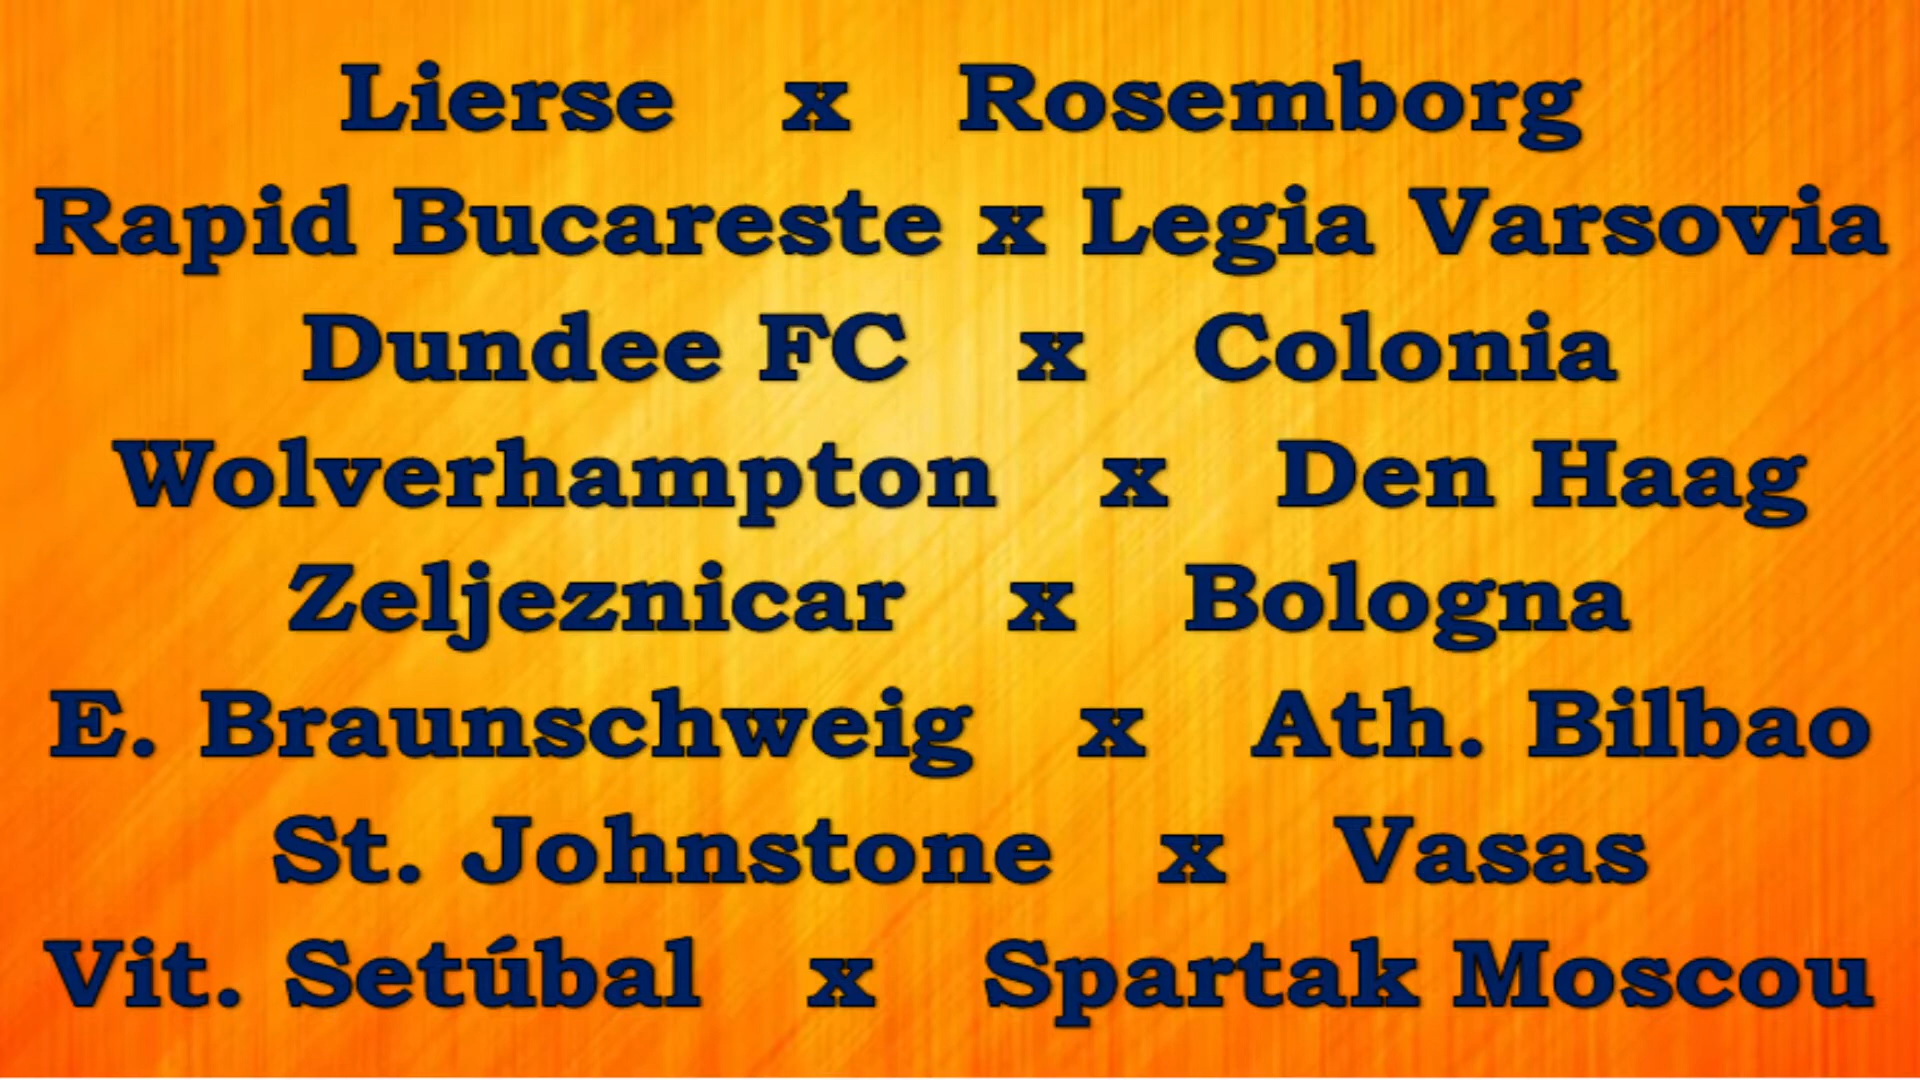 Lierse x Rosemborg
Rapid Bucareste x Legia Varsovia
Dundee FC x Colonia
Wolverhampton x Den Haag
Zeljeznicar x Bologna
E. Braunschweig x Ath. Bilbao
St. Johnstone x Vasas
Vit. Setúbal x Spartak Moscou